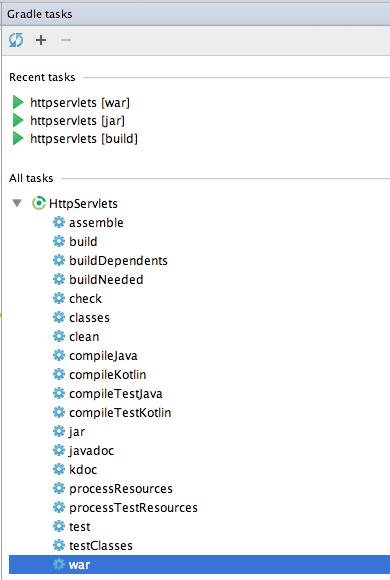 Gradle tasks
Recent tasks
httpservlets [war]
httpservlets [jar]
httpservlets [build]
All tasks
HttpServlets
assemble
build
buildDependents
buildNeeded
check
classes
clean
compileJava
compileKotlin
compileTestJava
compileTestKotlin
jar
javadoc
kdoc
processResources
processTestResources
test
testClasses
war